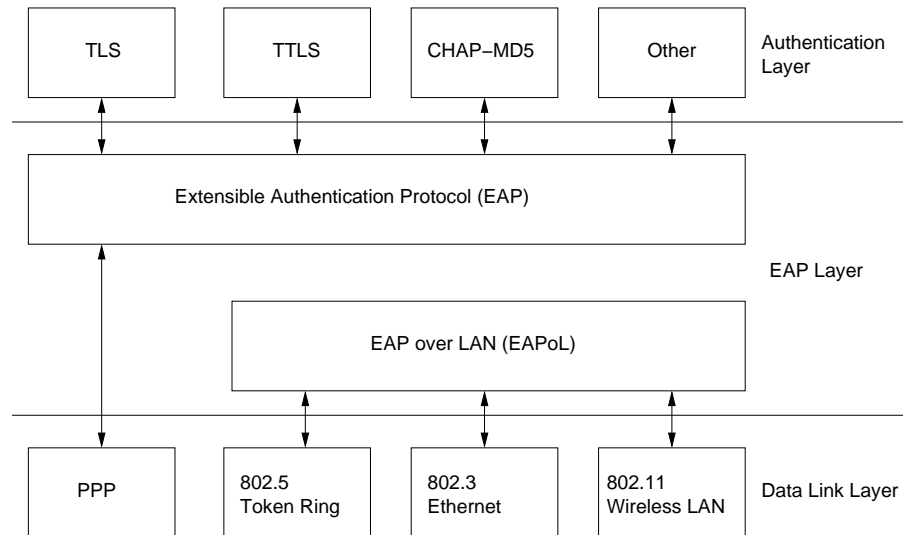 TLS
TTLS
CHAP−MD5
Other
Authentication
Layer
Extensible Authentication Protocol (EAP)
EAP Layer
EAP over LAN (EAPoL)
PPP
802.5
Token Ring
802.3
Ethernet
802.11
Wireless LAN
Data Link Layer